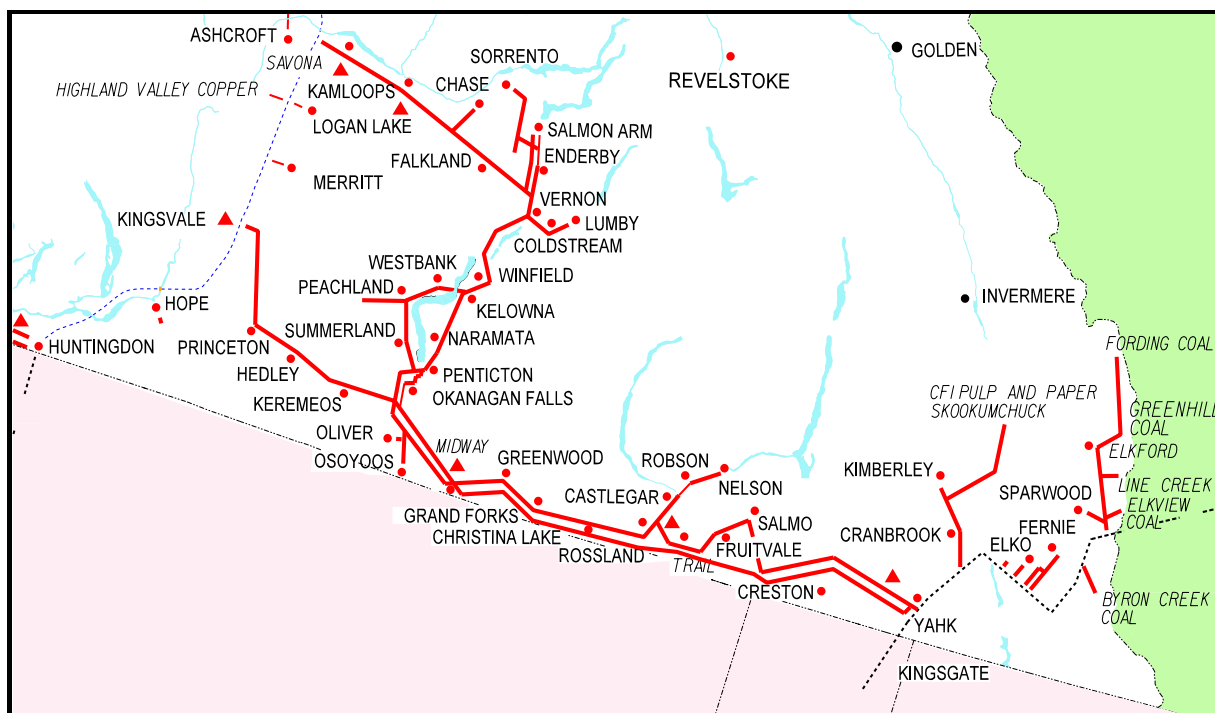 ASHCROFT
SAVONA
SORRENTO
GOLDEN
HIGHLAND VALLEY COPPER
KAMLOOPS
CHASE
REVELSTOKE
LOGAN LAKE
SALMON ARM
FALKLAND
ENDERBY
MERRITT
VERNON
KINGSVALE
LUMBY
COLDSTREAM
WESTBANK
WINFIELD
PEACHLAND
HOPE
KELOWNA
INVERMERE
SUMMERLAND
NARAMATA
HUNTINGDON
PRINCETON
FORDING COAL
HEDLEY
PENTICTON
OKANAGAN FALLS
KEREMEOS
CFI PULP AND PAPER
SKOOKUMCHUCK
GREENHILL
COAL
OLIVER
MIDWAY
ELKFORD
OSOYOOS
GREENWOOD
ROBSON
KIMBERLEY
NELSON
LINE CREEK
CASTLEGAR
SPARWOOD
ELKVIEW
COAL
GRAND FORKS
SALMO
CHRISTINA LAKE
CRANBROOK
FERNIE
ROSSLAND
FRUITVALE
ELKO
TRAIL
CRESTON
BYRON CREEK
COAL
YAHK
KINGSGATE